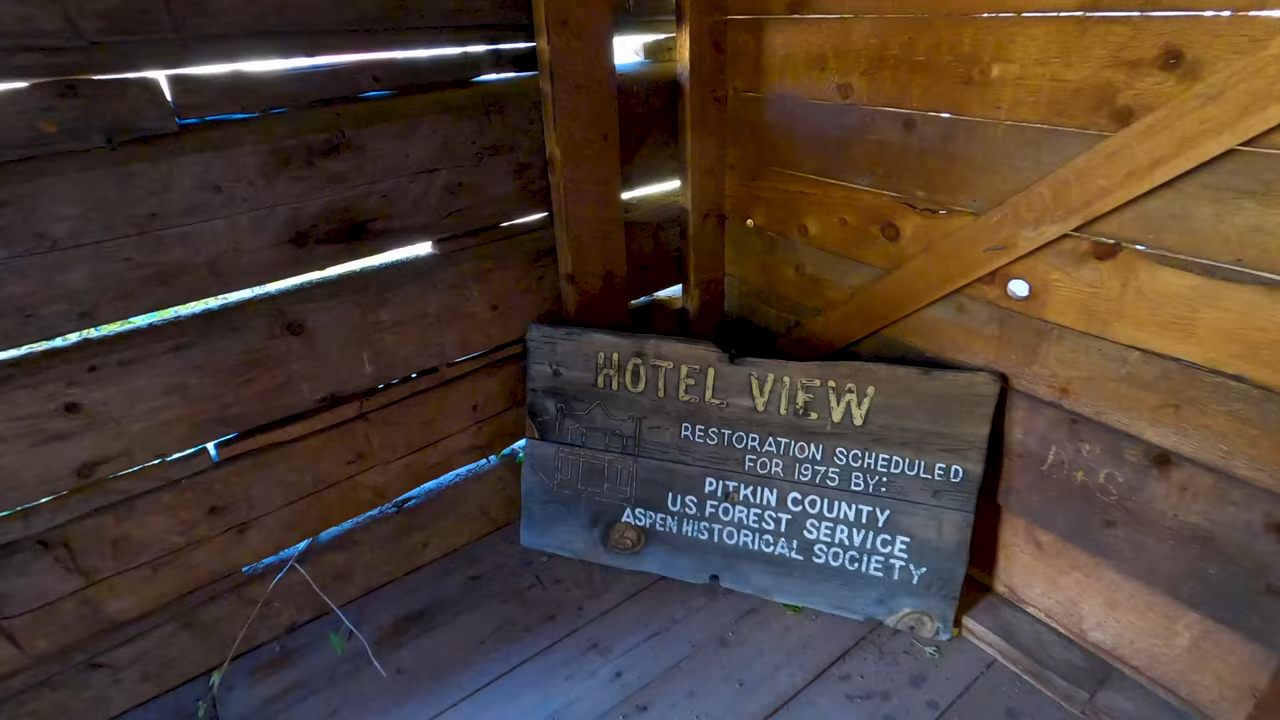 HOTEL VIEW
RESTORATION SCHEDULED
FOR 1975 BY:
PITKIN COUNTY
U.S. FOREST SERVICE
ASPEN HISTORICAL SOCIETY